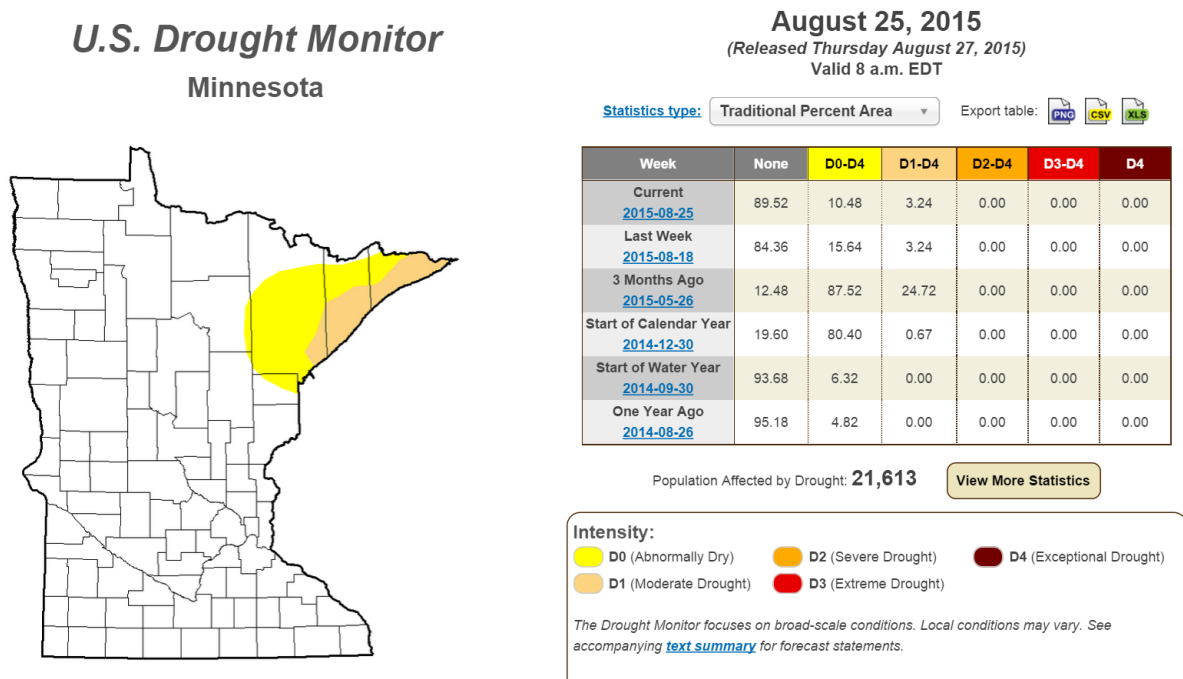 U.S. Drought Monitor
Minnesota
August 25, 2015
(Released Thursday August 27, 2015)
Valid 8 a.m. EDT
Statistics type: Traditional Percent Area Export table: PNG CSV XLS
Week None D0-D4 D1-D4 D2-D4 D3-D4 D4
Current
2015-08-25 89.52 10.48 3.24 0.00 0.00 0.00
Last Week
2015-08-18 84.36 15.64 3.24 0.00 0.00 0.00
3 Months Ago
2015-05-26 12.48 87.52 24.72 0.00 0.00 0.00
Start of Calendar Year
2014-12-30 19.60 80.40 0.67 0.00 0.00 0.00
Start of Water Year
2014-09-30 93.68 6.32 0.00 0.00 0.00 0.00
One Year Ago
2014-08-26 95.18 4.82 0.00 0.00 0.00 0.00
Population Affected by Drought: 21,613 View More Statistics
Intensity:
D0 (Abnormally Dry) D2 (Severe Drought) D4 (Exceptional Drought)
D1 (Moderate Drought) D3 (Extreme Drought)
The Drought Monitor focuses on broad-scale conditions. Local conditions may vary. See
accompanying text summary for forecast statements.